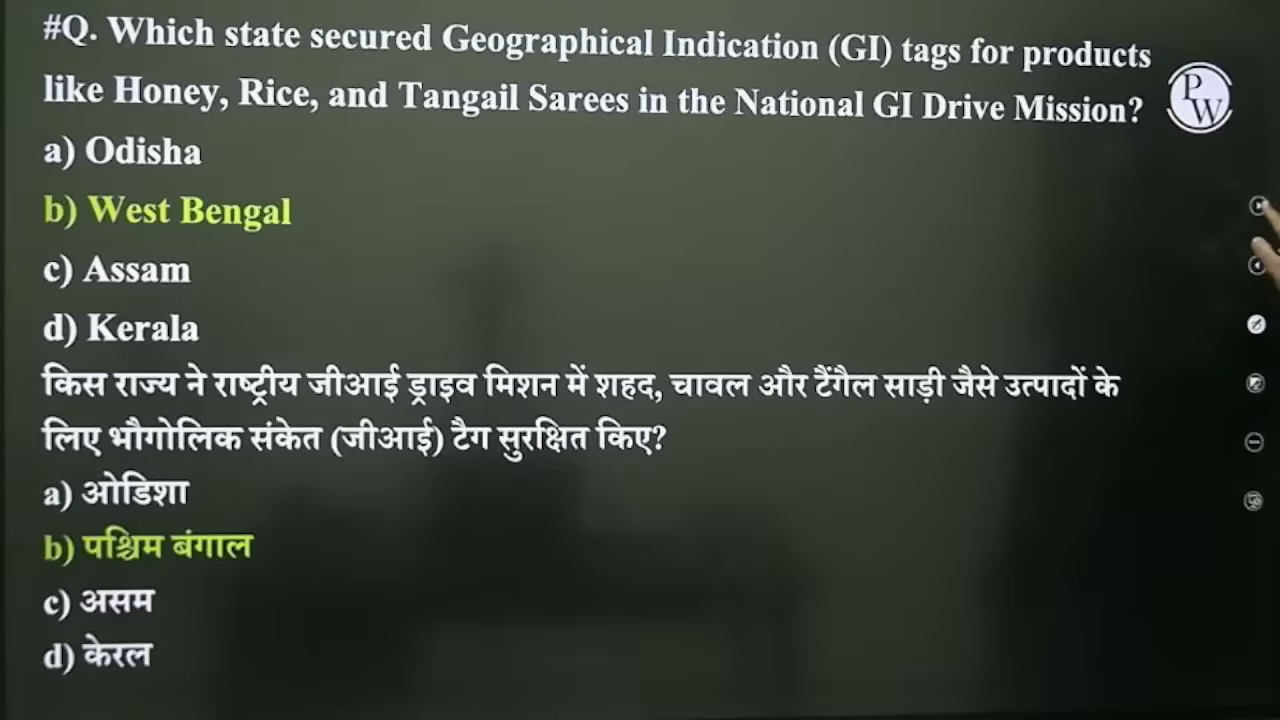 #Q. Which state secured Geographical Indication (GI) tags for products
like Honey, Rice, and Tangail Sarees in the National GI Drive Mission?
PW
a) Odisha
b) West Bengal
c) Assam
d) Kerala
किस राज्य ने राष्ट्रीय जीआई ड्राइव मिशन में शहद, चावल और टैंगैल साड़ी जैसे उत्पादों के
लिए भौगोलिक संकेत (जीआई) टैग सुरक्षित किए?
a) ओडिशा
b) पश्चिम बंगाल
c) असम
d) केरल